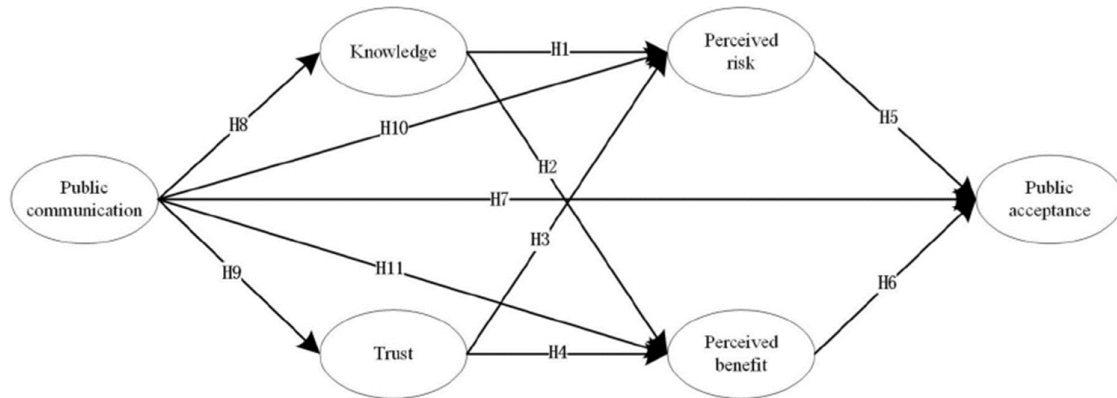 Knowledge
H1
Perceived
risk
H8
H10
H5
H2
Public
communication
H7
Public
acceptance
H3
H9
H11
H6
Trust
H4
Perceived
benefit